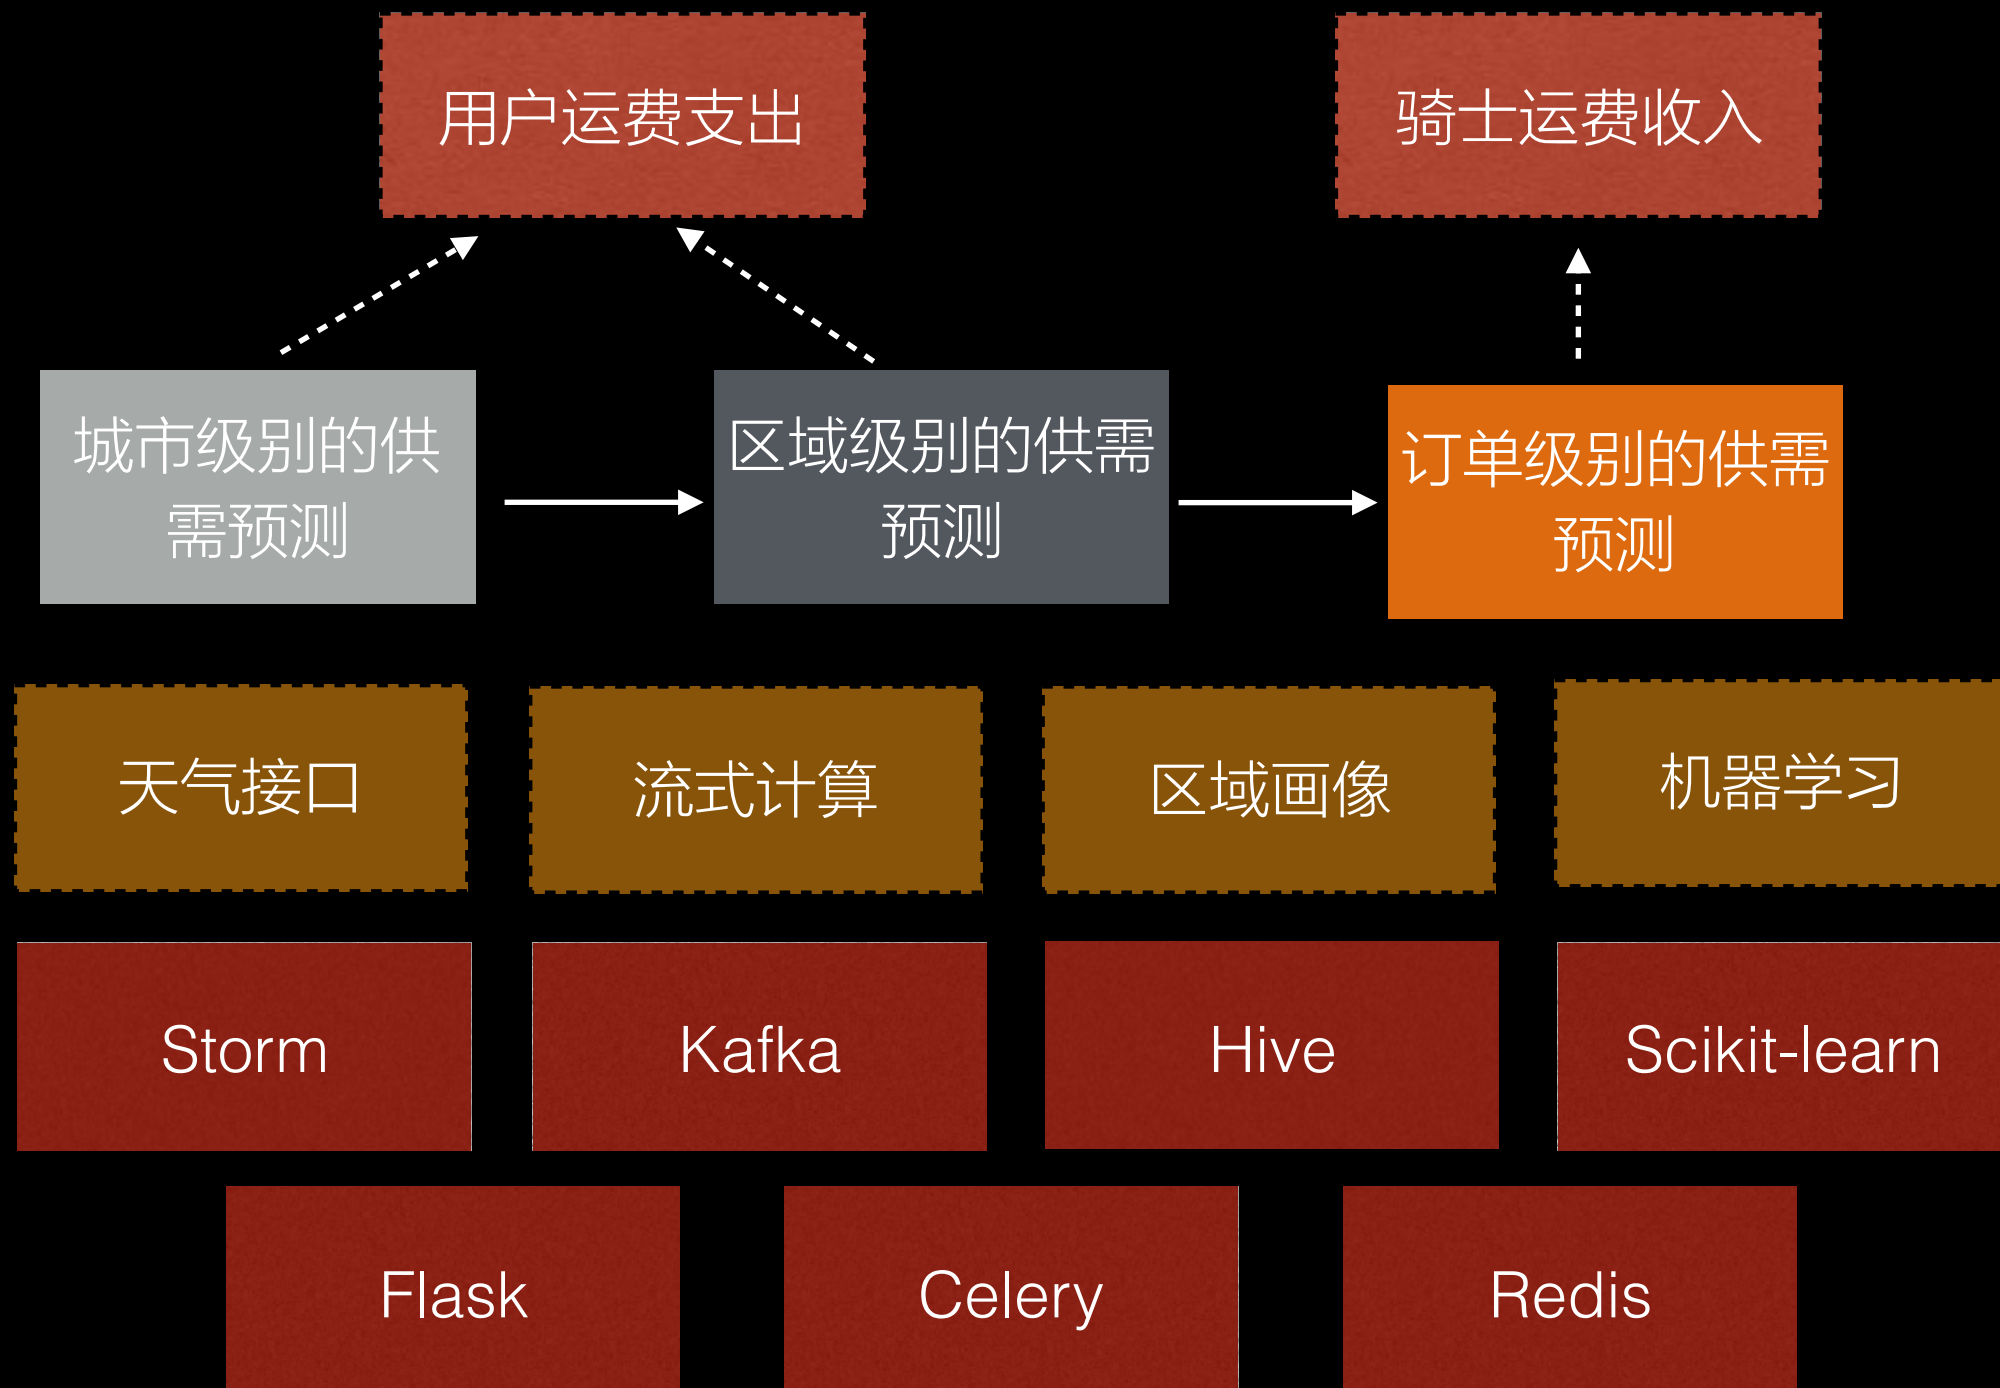 用户运费支出
骑士运费收入
城市级别的供
需预测
区域级别的供需
预测
订单级别的供需
预测
天气接口
流式计算
区域画像
机器学习
Storm
Kafka
Hive
Scikit-learn
Flask
Celery
Redis